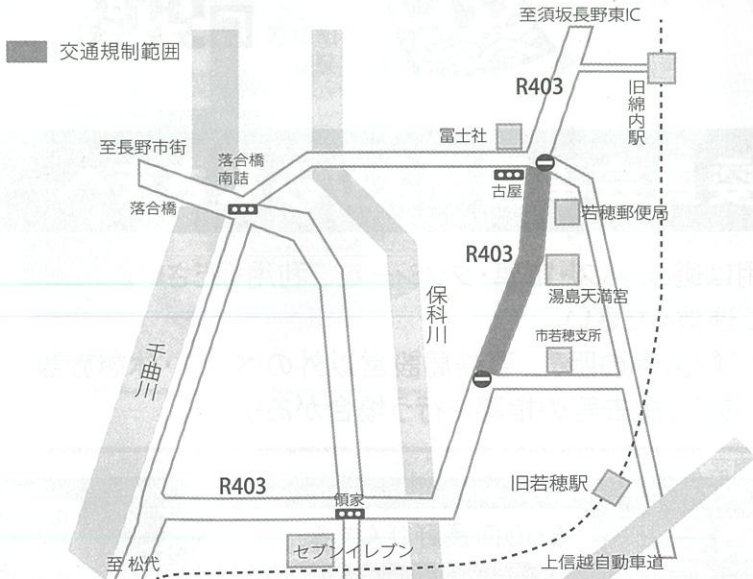 至須坂長野東IC
交通規制範囲
R403
旧綿内駅
冨士社
至長野市街
落合橋
南詰
古屋
落合橋
若穂郵便局
R403
湯島天満宮
保科川
市若穂支所
千曲川
R403
領家
旧若穂駅
セブンイレブン
至 松代
上信越自動車道